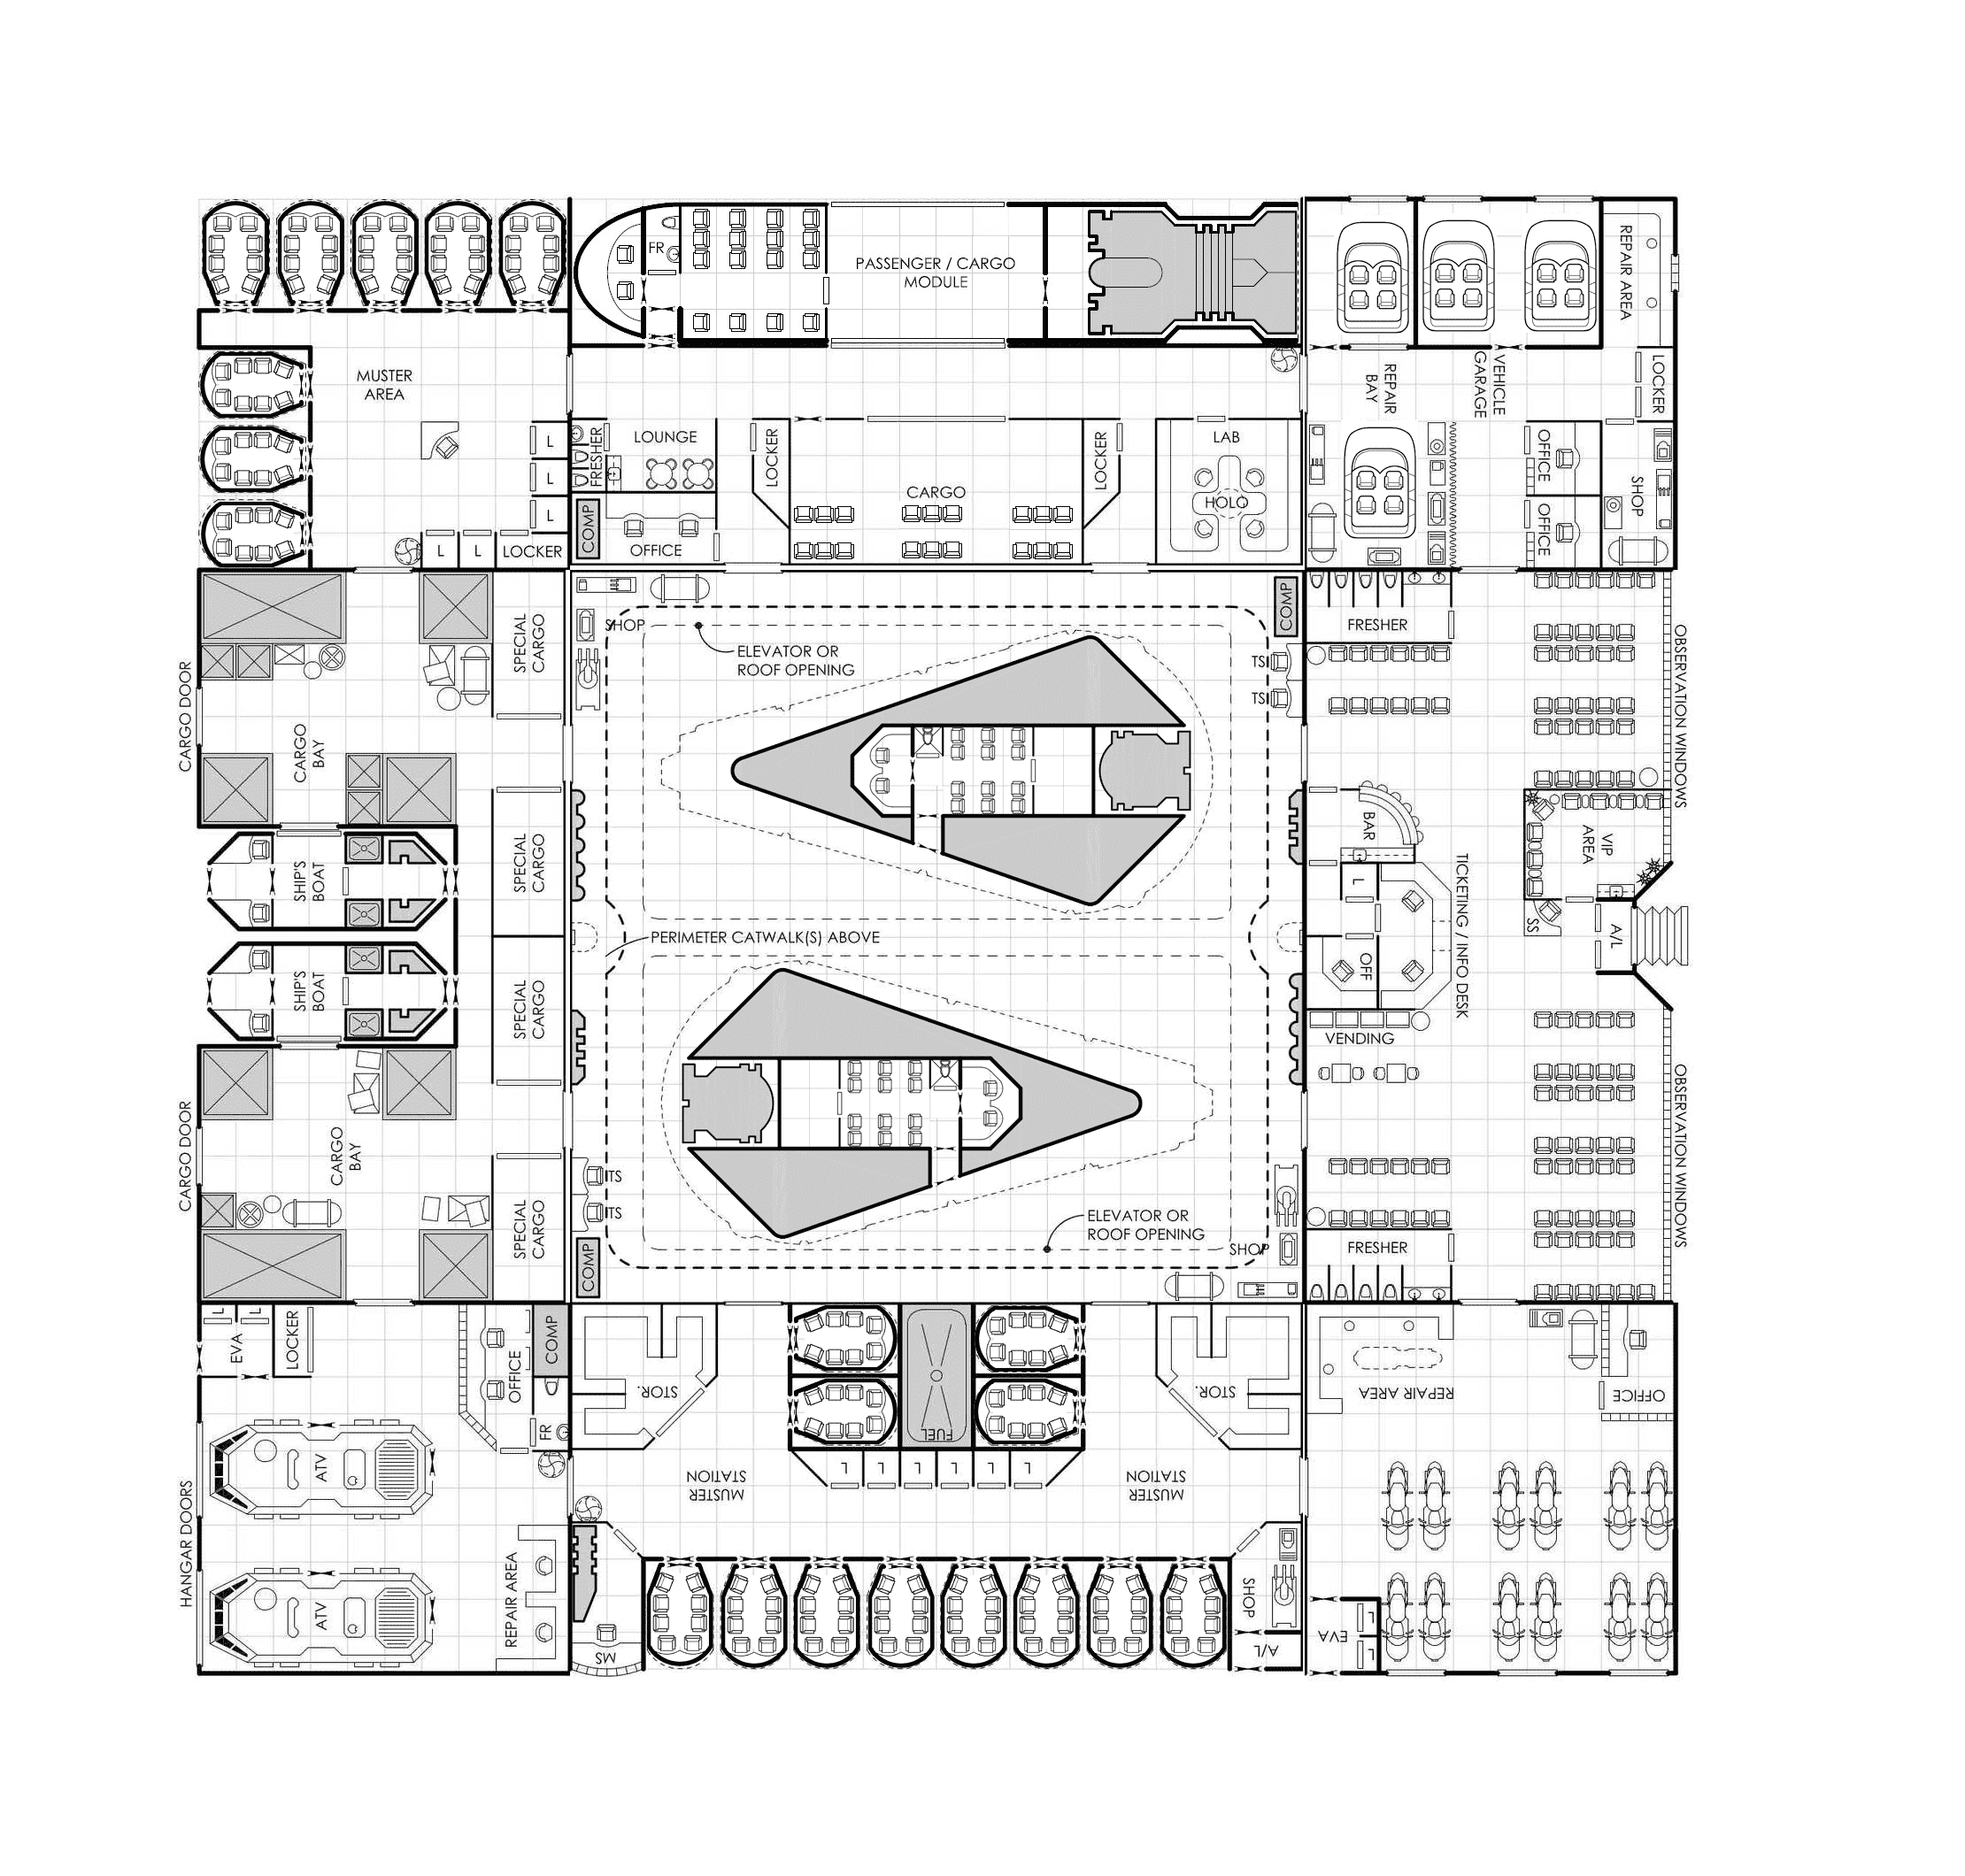 FR
PASSENGER / CARGO
MODULE
REPAIR AREA
MUSTER
AREA
REPAIR
BAY
VEHICLE
GARAGE
LOCKER
L
L
L
L
L
LOCKER
FRESHER
LOUNGE
COMP
OFFICE
LOCKER
CARGO
LOCKER
LAB
HOLO
OFFICE
OFFICE
SHOP
CARGO DOOR
SPECIAL
CARGO
CARGO
BAY
SHOP
ELEVATOR OR
ROOF OPENING
COMP
TS
TS
FRESHER
OBSERVATION WINDOWS
SHIP'S
BOAT
SPECIAL
CARGO
BAR
L
VIP
AREA
TICKETING / INFO DESK
SS
A/L
PERIMETER CATWALK(S) ABOVE
OFF
SHIP'S
BOAT
SPECIAL
CARGO
VENDING
CARGO DOOR
CARGO
BAY
SPECIAL
CARGO
TS
TS
COMP
ELEVATOR OR
ROOF OPENING
SHOP
FRESHER
OBSERVATION WINDOWS
L
L
EVA
LOCKER
OFFICE
COMP
FR
STOR.
FUEL
STOR.
REPAIR AREA
OFFICE
HANGAR DOORS
ATV
MUSTER
STATION
L
L
L
L
L
L
MUSTER
STATION
ATV
REPAIR AREA
MS
SHOP
A/L
EVA
L
L